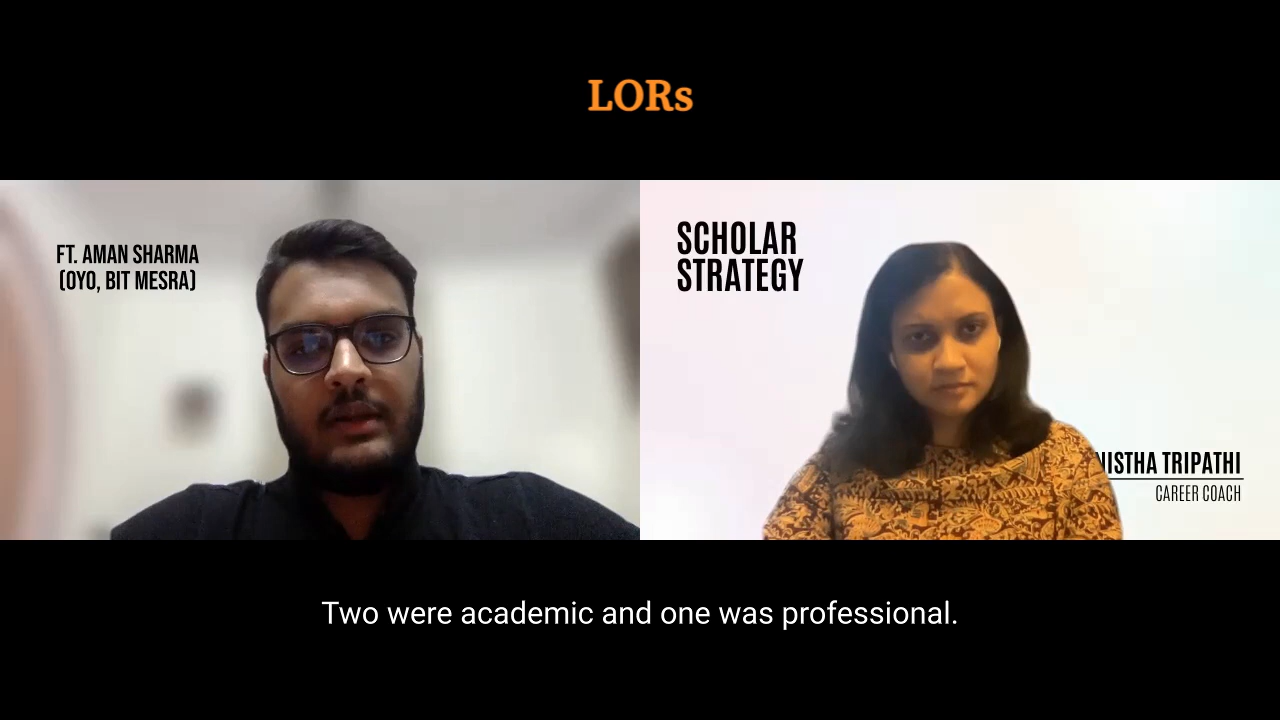 LORs
FT. AMAN SHARMA
(OYO, BIT MESRA)
SCHOLAR
STRATEGY
NISTHA TRIPATHI
CAREER COACH
Two were academic and one was professional.